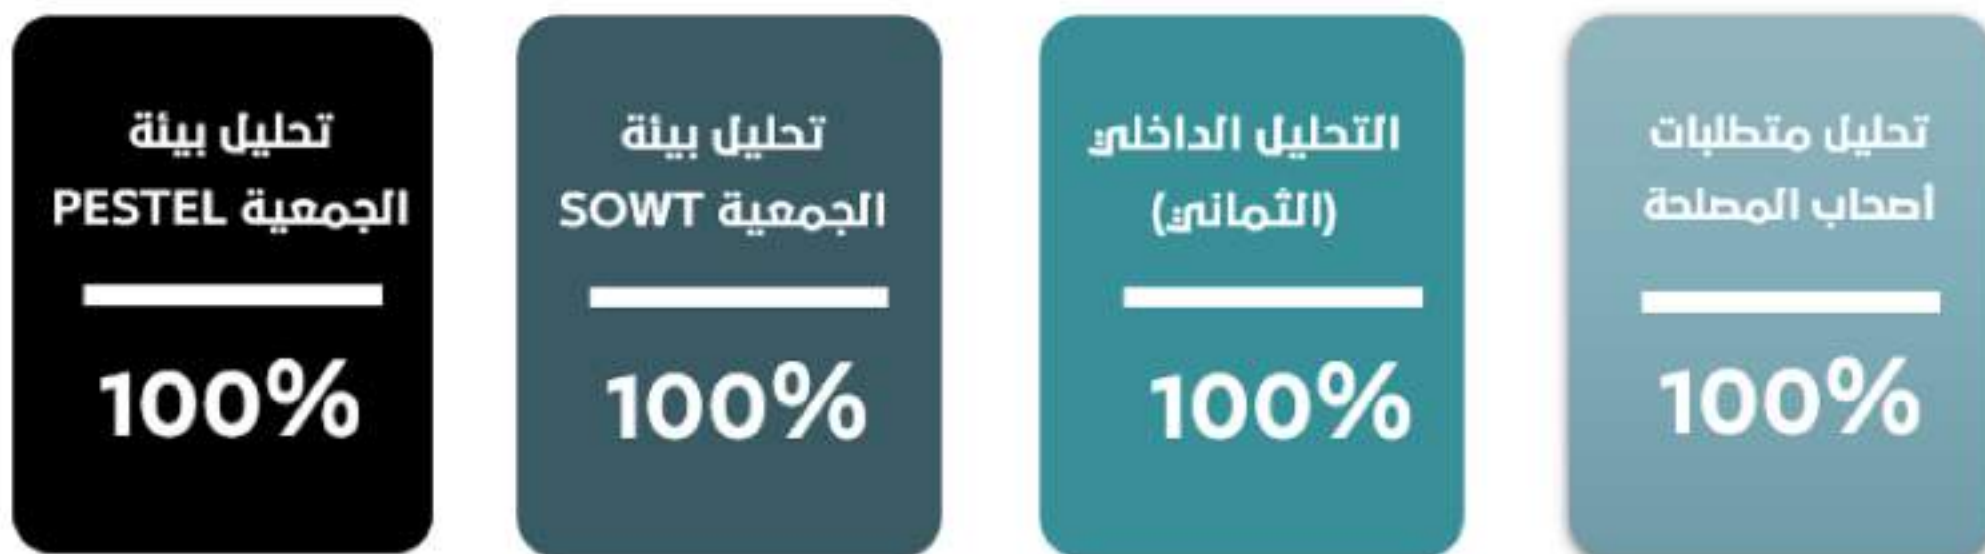 تحليل متطلبات
أصحاب المصلحة
100%
التحليل الداخلي
(الثماني)
100%
تحليل بيئة
الجمعية SOWT
100%
تحليل بيئة
الجمعية PESTEL
100%